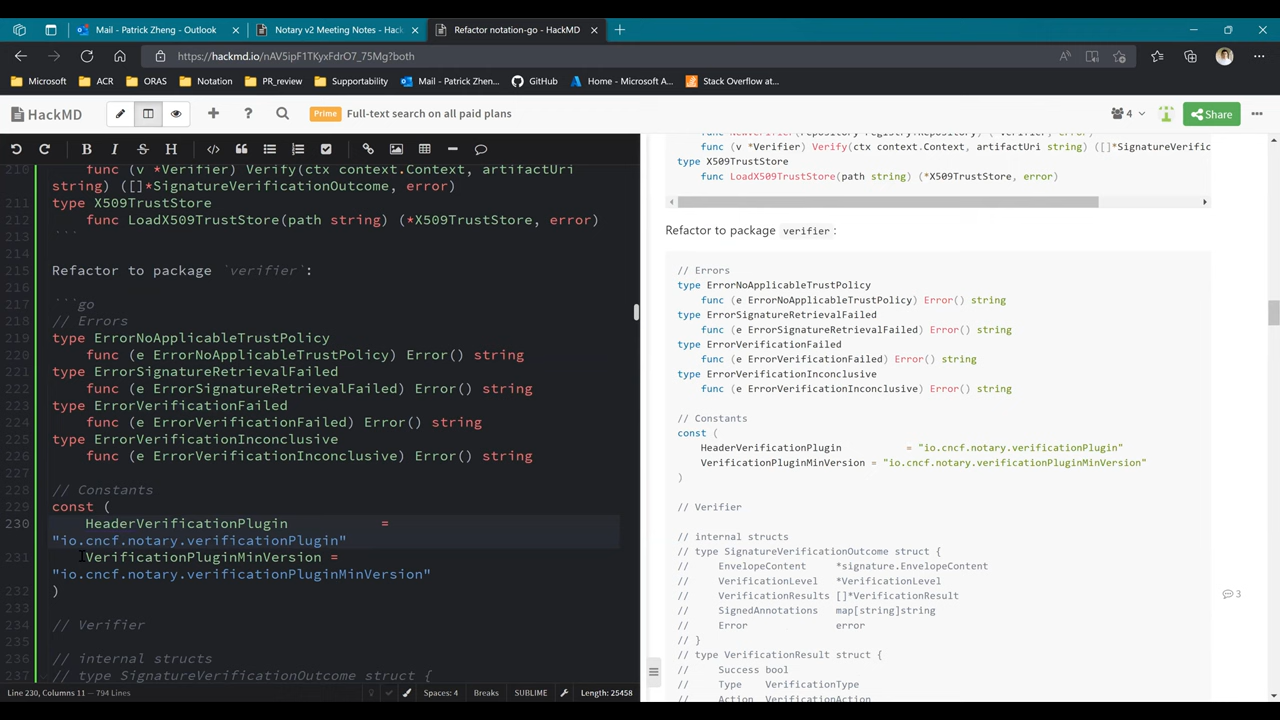 Mail - Patrick Zheng - Outlook
Notary v2 Meeting Notes - Hack
Refactor notation-go - HackMD
https://hackmd.io/nAV5ipF1TKyxFdrO7_75Mg?both
Microsoft
ACR
ORAS
Notation
PR_review
Supportability
Mail - Patrick Zhen...
GitHub
Home - Microsoft A...
Stack Overflow at...
HackMD
Prime
Full-text search on all paid plans
4
Share
210
func (v *Verifier) Verify(ctx context.Context, artifactUri
string) ([]*SignatureVerificationOutcome, error)
211 type X509TrustStore
212 func LoadX509TrustStore(path string) (*X509TrustStore, error)
213 ```
214
215 Refactor to package `verifier`:
216
217 ```go
218 // Errors
219 type ErrorNoApplicableTrustPolicy
220 func (e ErrorNoApplicableTrustPolicy) Error() string
221 type ErrorSignatureRetrievalFailed
222 func (e ErrorSignatureRetrievalFailed) Error() string
223 type ErrorVerificationFailed
224 func (e ErrorVerificationFailed) Error() string
225 type ErrorVerificationInconclusive
226 func (e ErrorVerificationInconclusive) Error() string
227
228 // Constants
229 const (
230 HeaderVerificationPlugin =
"io.cncf.notary.verificationPlugin"
231 VerificationPluginMinVersion =
"io.cncf.notary.verificationPluginMinVersion"
232 )
233
234 // Verifier
235
236 // internal structs
237 // type SignatureVerificationOutcome struct {
Line 230, Columns 11 — 794 Lines
Spaces: 4
Breaks
SUBLIME
Length: 25458
func (v *Verifier) Verify(ctx context.Context, artifactUri string) ([]*SignatureVerific
type X509TrustStore
func LoadX509TrustStore(path string) (*X509TrustStore, error)
Refactor to package verifier :
// Errors
type ErrorNoApplicableTrustPolicy
func (e ErrorNoApplicableTrustPolicy) Error() string
type ErrorSignatureRetrievalFailed
func (e ErrorSignatureRetrievalFailed) Error() string
type ErrorVerificationFailed
func (e ErrorVerificationFailed) Error() string
type ErrorVerificationInconclusive
func (e ErrorVerificationInconclusive) Error() string
// Constants
const (
HeaderVerificationPlugin = "io.cncf.notary.verificationPlugin"
VerificationPluginMinVersion = "io.cncf.notary.verificationPluginMinVersion"
)
// Verifier
// internal structs
// type SignatureVerificationOutcome struct {
// EnvelopeContent *signature.EnvelopeContent
// VerificationLevel *VerificationLevel
// VerificationResults []*VerificationResult
// SignedAnnotations map[string]string
// Error error
// }
// type VerificationResult struct {
// Success bool
// Type VerificationType
// Action VerificationAction
3